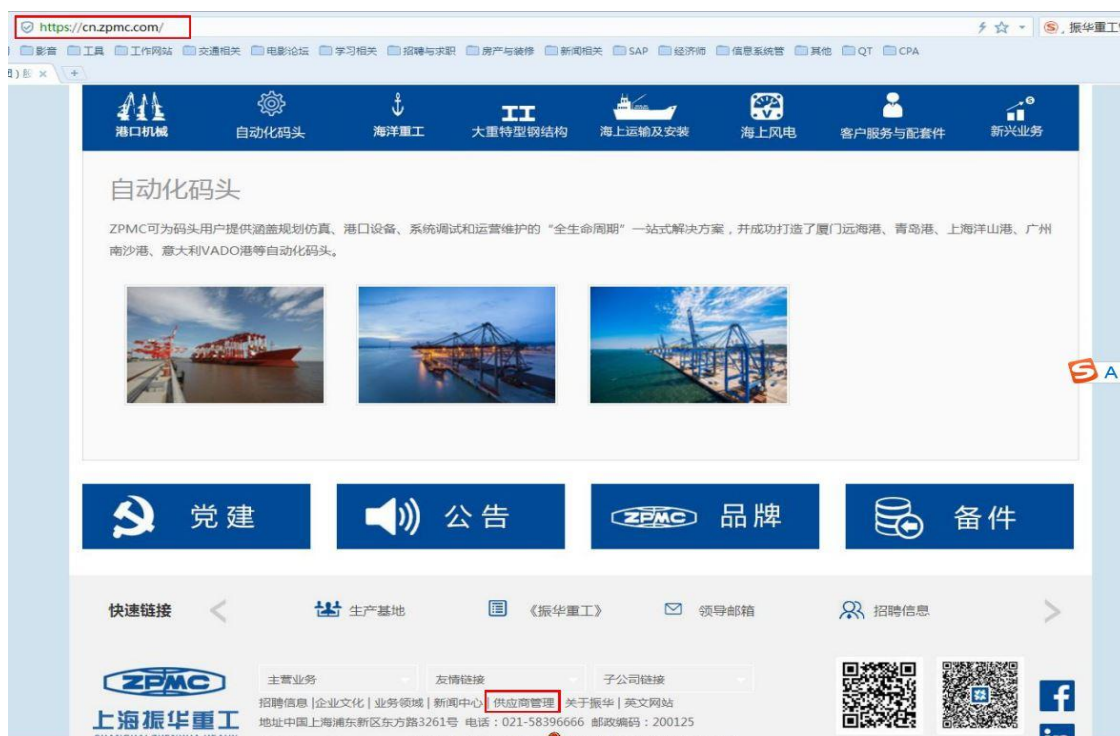 https://cn.zpmc.com/
振华重工
影音 工具 工作网站 交通相关 电影论坛 学习相关 招聘与求职 房产与装修 新闻相关 SAP 经济师 信息系统管 其他 QT CPA
港口机械 自动化码头 海洋重工 大重特型钢结构 海上运输及安装 海上风电 客户服务与配套件 新兴业务
自动化码头
ZPMC可为码头用户提供涵盖规划仿真、港口设备、系统调试和运营维护的“全生命周期”一站式解决方案，并成功打造了厦门远海港、青岛港、上海洋山港、广州
南沙港、意大利VADO港等自动化码头。
党建 公告 ZPMC 品牌 备件
快速链接 生产基地 《振华重工》 领导邮箱 招聘信息
ZPMC
主营业务 友情链接 子公司链接
招聘信息|企业文化|业务领域|新闻中心|供应商管理|关于振华|英文网站
上海振华重工
地址中国上海浦东新区东方路3261号 电话：021-58396666 邮政编码：200125